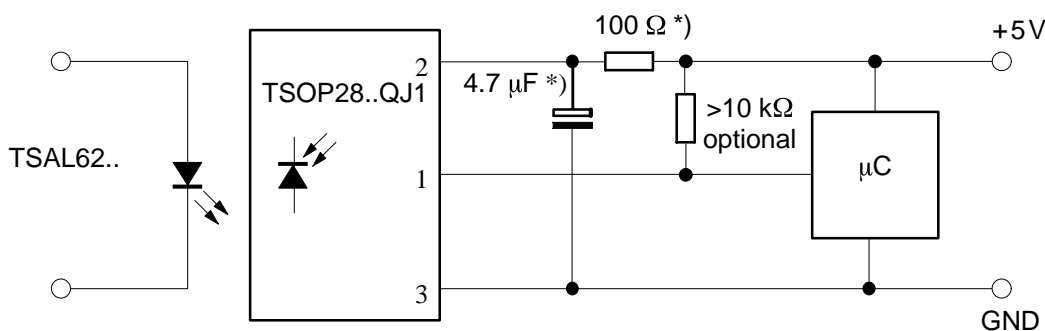 100 Ω *)
+5V
2
4.7 µF *)
TSOP28..QJ1
>10 kΩ
optional
TSAL62..
1
µC
3
GND